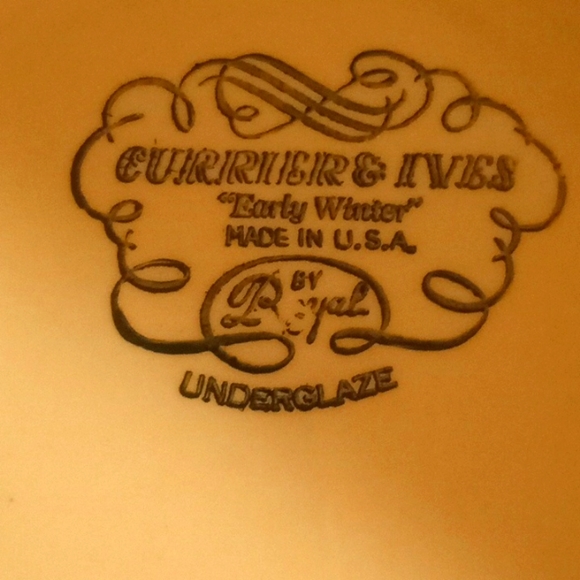 CURRIER & IVES
"Early Winter"
MADE IN U.S.A.
BY
Royal
UNDERGLAZE